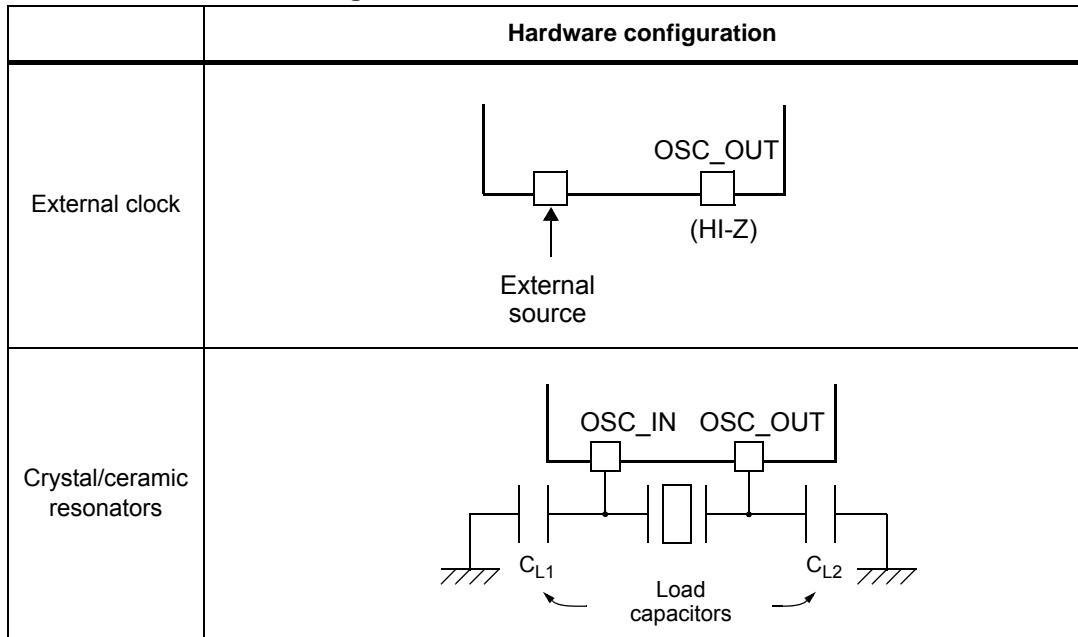 Hardware configuration
External clock
OSC_OUT
(HI-Z)
External
source
Crystal/ceramic
resonators
OSC_IN OSC_OUT
CL1
CL2
Load
capacitors